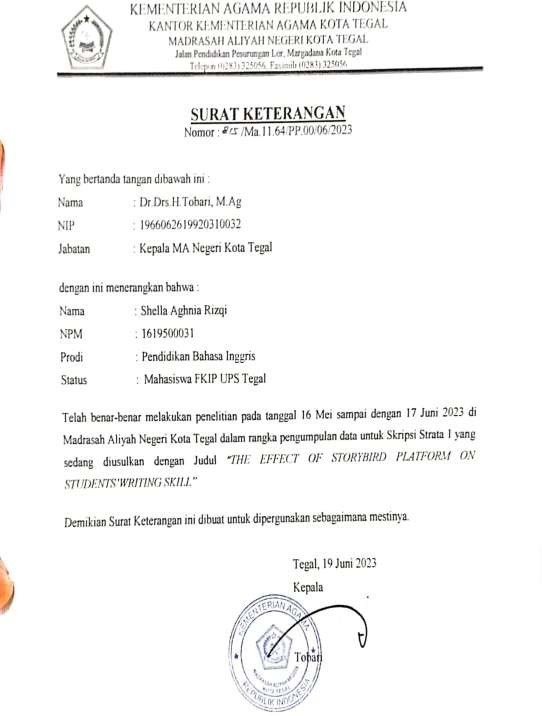 KEMENTERIAN AGAMA REPUBLIK INDONESIA
KANTOR KEMENTERIAN AGAMA KOTA TEGAL
MADRASAH ALIYAH NEGERI KOTA TEGAL
Jalan Pendidikan Pesurungan Lor, Margadana Kota Tegal
Telepon (0283) 325056, Faximili (0283) 325056
SURAT KETERANGAN
Nomor : 815 /Ma.11.64/PP.00/06/2023
Yang bertanda tangan dibawah ini :
Nama : Dr.Drs.H.Tobari, M.Ag
NIP : 1966062619920310032
Jabatan : Kepala MA Negeri Kota Tegal
dengan ini menerangkan bahwa :
Nama : Shella Aghnia Rizqi
NPM : 1619500031
Prodi : Pendidikan Bahasa Inggris
Status : Mahasiswa FKIP UPS Tegal
Telah benar-benar melakukan penelitian pada tanggal 16 Mei sampai dengan 17 Juni 2023 di
Madrasah Aliyah Negeri Kota Tegal dalam rangka pengumpulan data untuk Skripsi Strata 1 yang
sedang diusulkan dengan Judul "THE EFFECT OF STORYBIRD PLATFORM ON
STUDENTS'WRITING SKILL"
Demikian Surat Keterangan ini dibuat untuk dipergunakan sebagaimana mestinya.
Tegal, 19 Juni 2023
Kepala
KEMENTERIAN AGAMA
Tobari
MADRASAH ALIYAH NEGERI
KOTA TEGAL
REPUBLIK INDONESIA